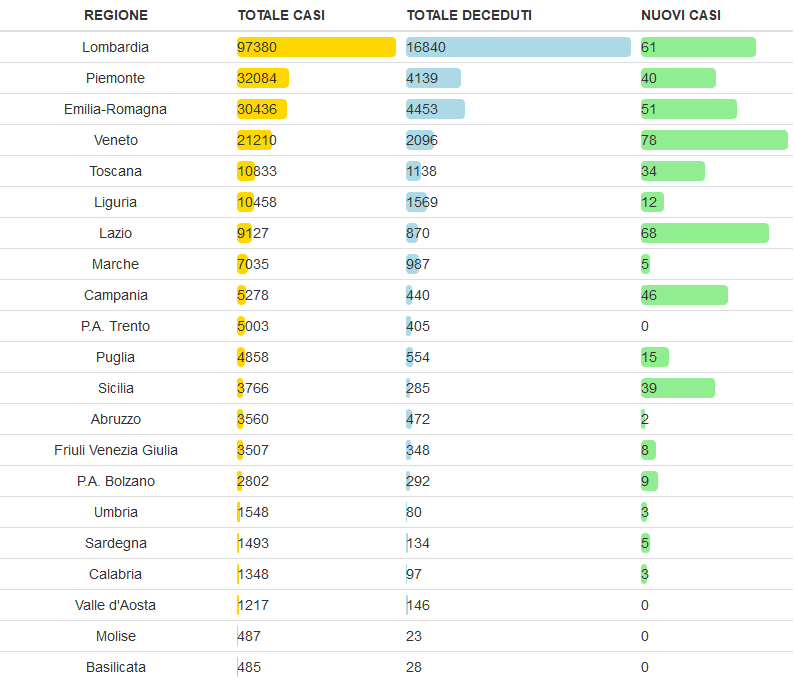 REGIONE TOTALE CASI TOTALE DECEDUTI NUOVI CASI
Lombardia 97380 16840 61
Piemonte 32084 4139 40
Emilia-Romagna 30436 4453 51
Veneto 21210 2096 78
Toscana 10833 1138 34
Liguria 10458 1569 12
Lazio 9127 870 68
Marche 7035 987 5
Campania 5278 440 46
P.A. Trento 5003 405 0
Puglia 4858 554 15
Sicilia 3766 285 39
Abruzzo 3560 472 2
Friuli Venezia Giulia 3507 348 8
P.A. Bolzano 2802 292 9
Umbria 1548 80 3
Sardegna 1493 134 5
Calabria 1348 97 3
Valle d'Aosta 1217 146 0
Molise 487 23 0
Basilicata 485 28 0